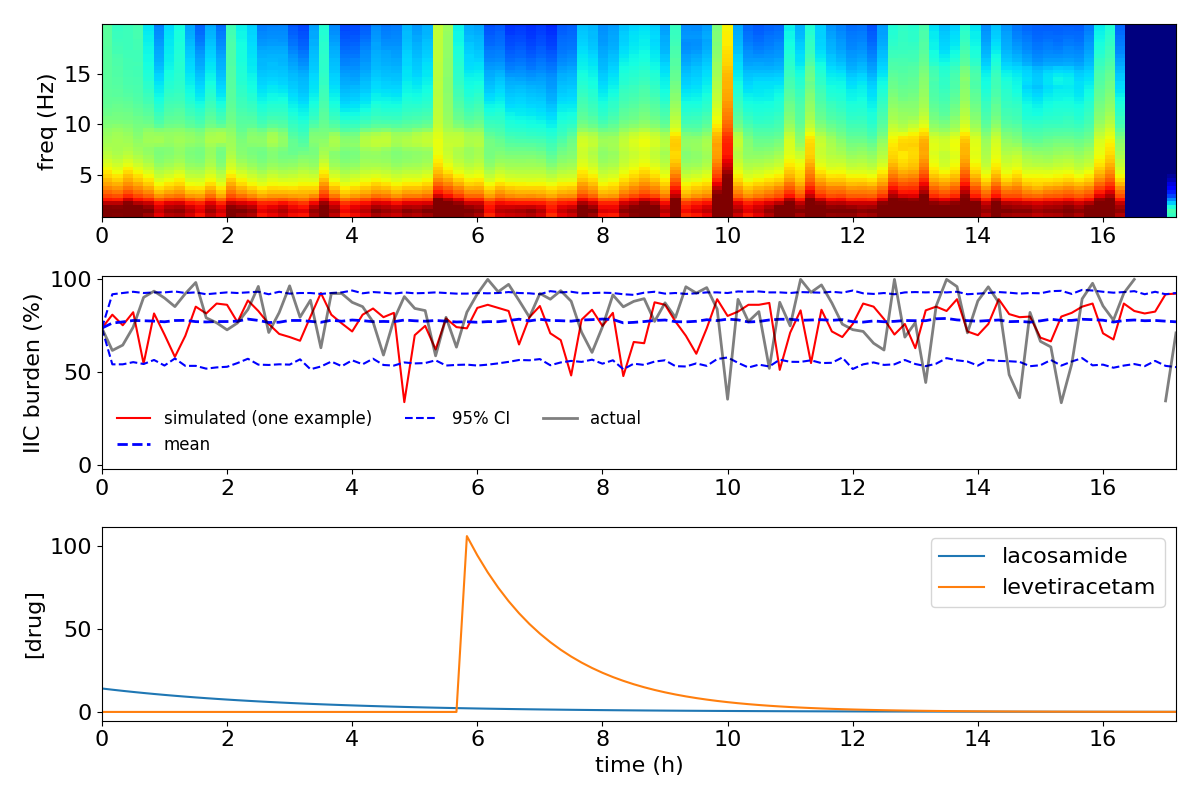 freq (Hz)
15
10
5
0 2 4 6 8 10 12 14 16
IIC burden (%)
100
50
0
simulated (one example)
mean
95% CI
actual
0 2 4 6 8 10 12 14 16
[drug]
100
50
0
lacosamide
levetiracetam
0 2 4 6 8 10 12 14 16
time (h)